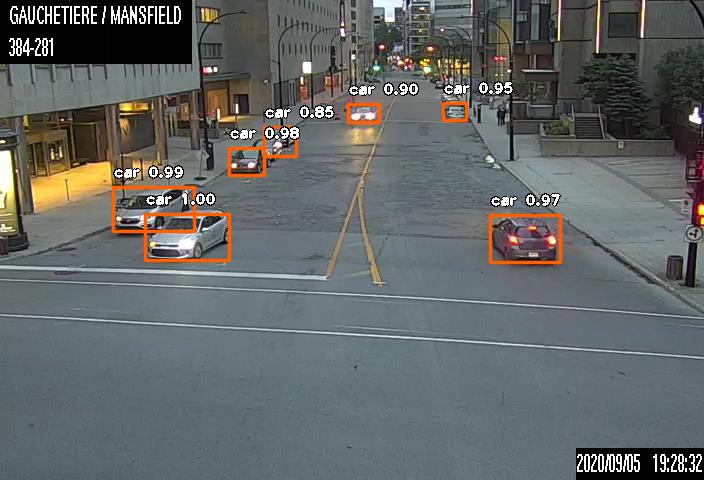 GAUCHETIERE / MANSFIELD
384-281
car 0.90
car 0.95
car 0.85
car 0.98
car 0.99
car 1.00
car 0.97
2020/09/05 19:28:32